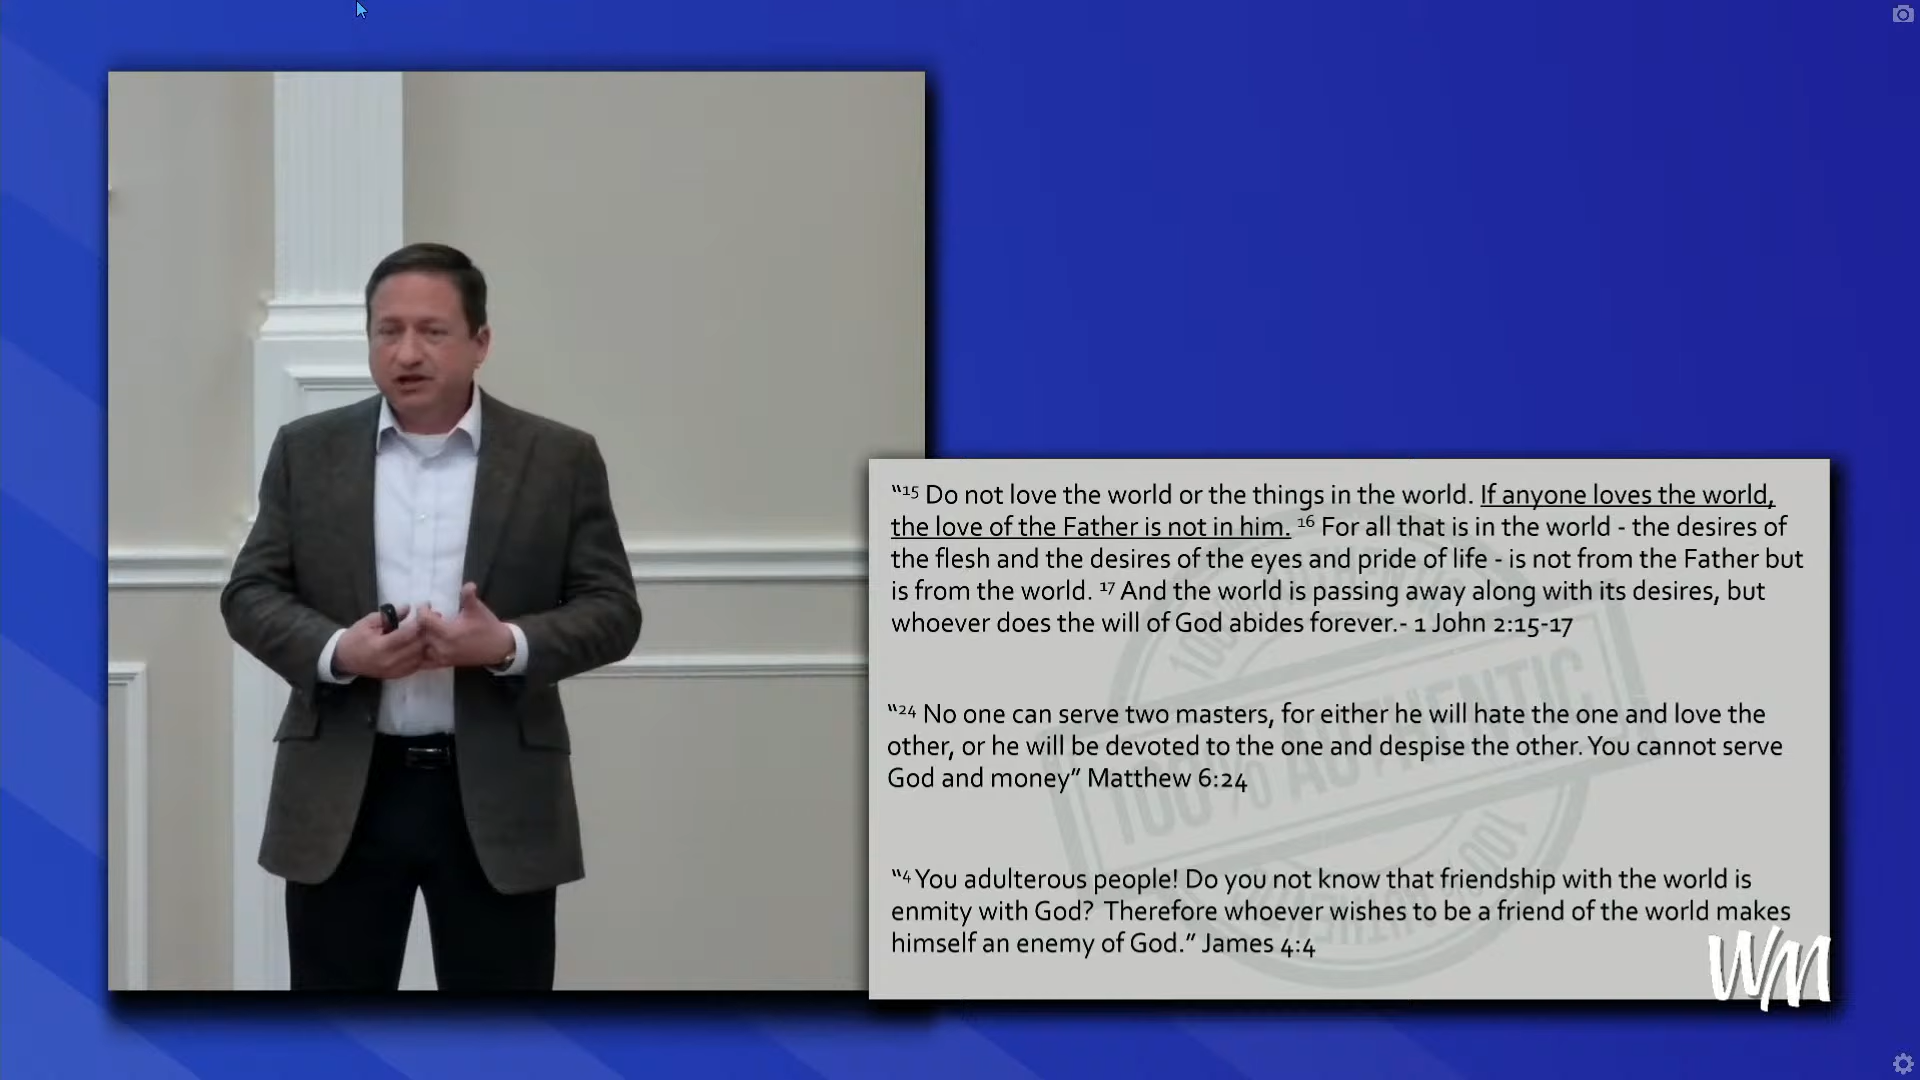 “15 Do not love the world or the things in the world. If anyone loves the world,
the love of the Father is not in him. 16 For all that is in the world - the desires of
the flesh and the desires of the eyes and pride of life - is not from the Father but
is from the world. 17 And the world is passing away along with its desires, but
whoever does the will of God abides forever.- 1 John 2:15-17
“24 No one can serve two masters, for either he will hate the one and love the
other, or he will be devoted to the one and despise the other. You cannot serve
God and money” Matthew 6:24
“4 You adulterous people! Do you not know that friendship with the world is
enmity with God?  Therefore whoever wishes to be a friend of the world makes
himself an enemy of God.” James 4:4
100% AUTHENTIC
WM